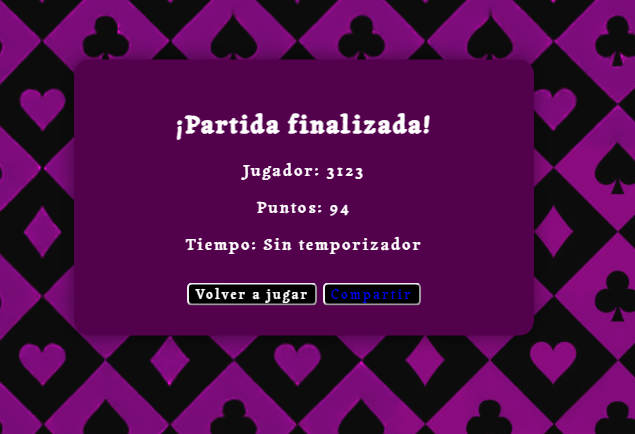 ¡Partida finalizada!
Jugador: 3123
Puntos: 94
Tiempo: Sin temporizador
Volver a jugar Compartir